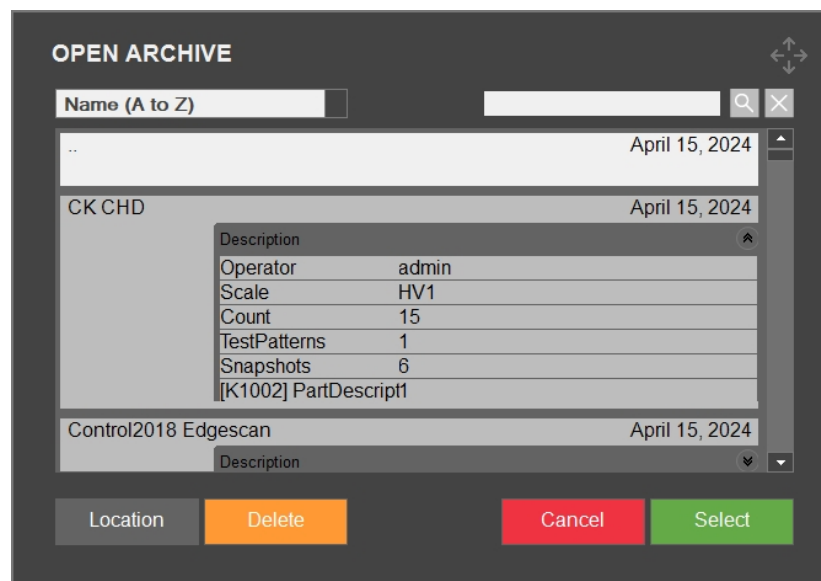 OPEN ARCHIVE
Name (A to Z)
.. April 15, 2024
CK CHD April 15, 2024
Description
Operator admin
Scale HV1
Count 15
TestPatterns 1
Snapshots 6
[K1002] PartDescript1
Control2018 Edgescan April 15, 2024
Description
Location Delete Cancel Select